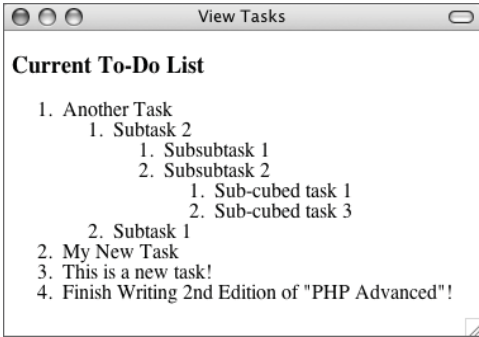 View Tasks
Current To-Do List
1. Another Task
1. Subtask 2
1. Subsubtask 1
2. Subsubtask 2
1. Sub-cubed task 1
2. Sub-cubed task 3
2. Subtask 1
2. My New Task
3. This is a new task!
4. Finish Writing 2nd Edition of "PHP Advanced"!